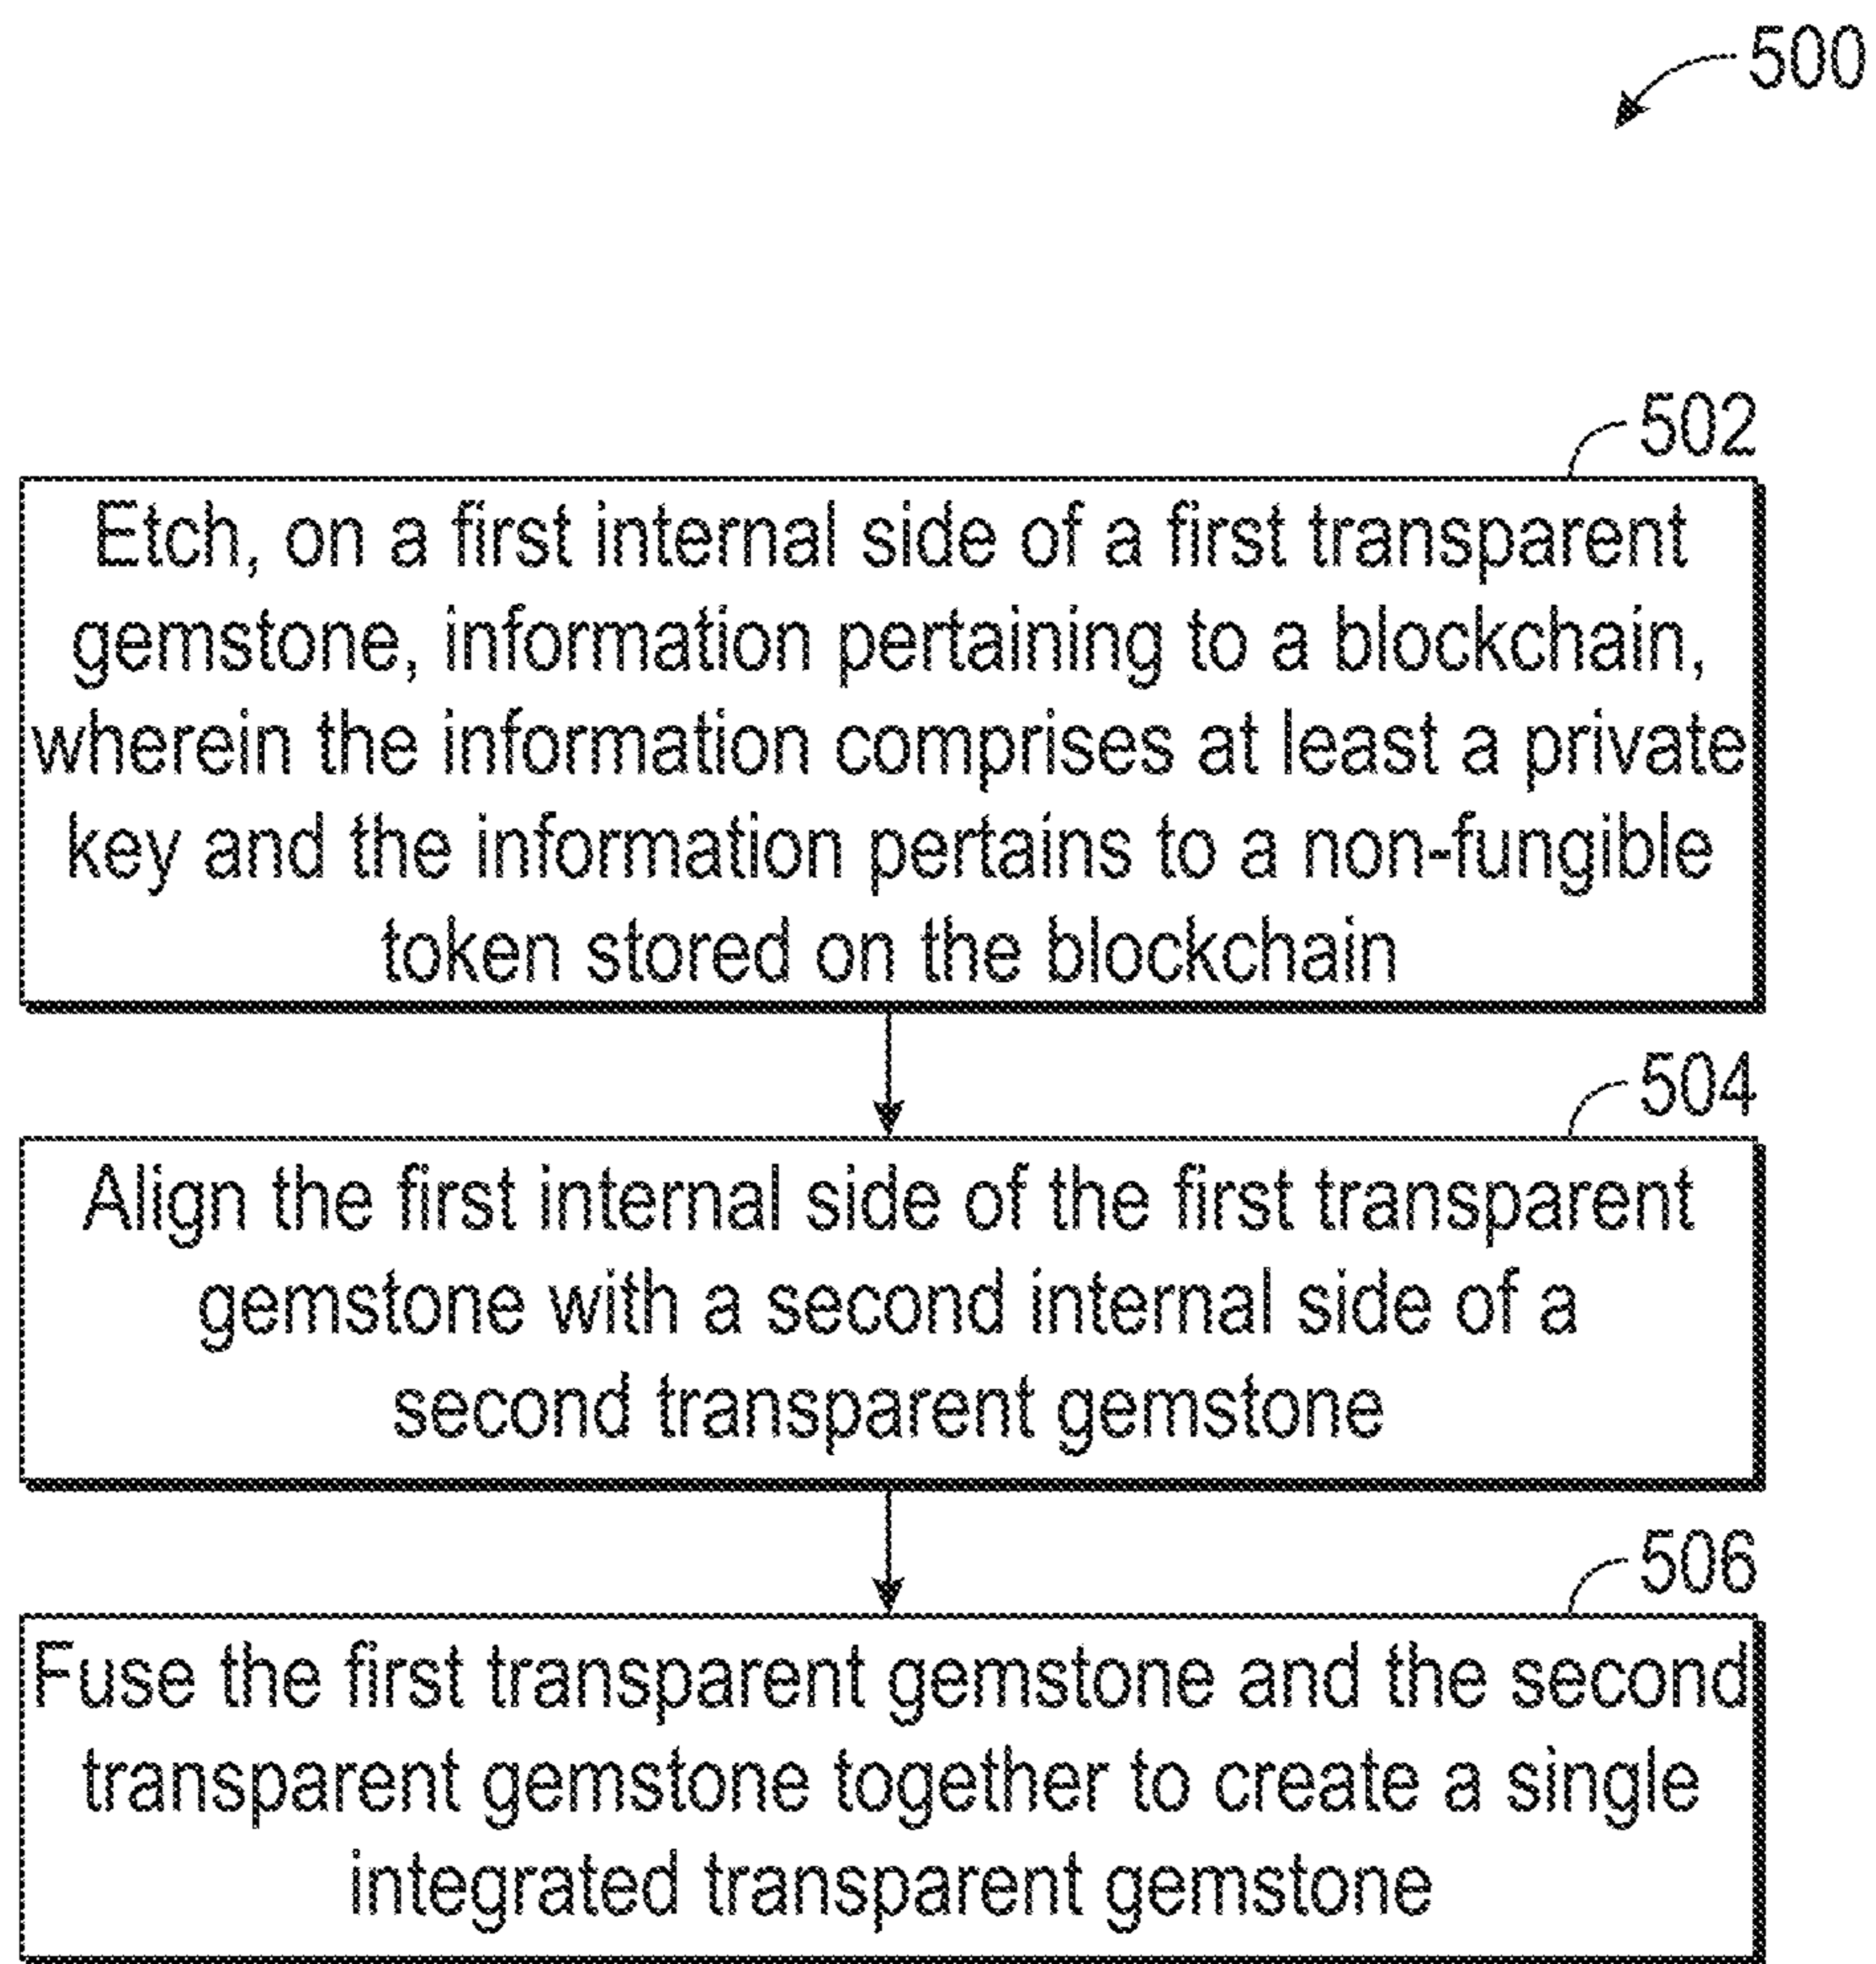 500
502
Etch, on a first internal side of a first transparent
gemstone, information pertaining to a blockchain,
wherein the information comprises at least a private
key and the information pertains to a non-fungible
token stored on the blockchain
504
Align the first internal side of the first transparent
gemstone with a second internal side of a
second transparent gemstone
506
Fuse the first transparent gemstone and the second
transparent gemstone together to create a single
integrated transparent gemstone